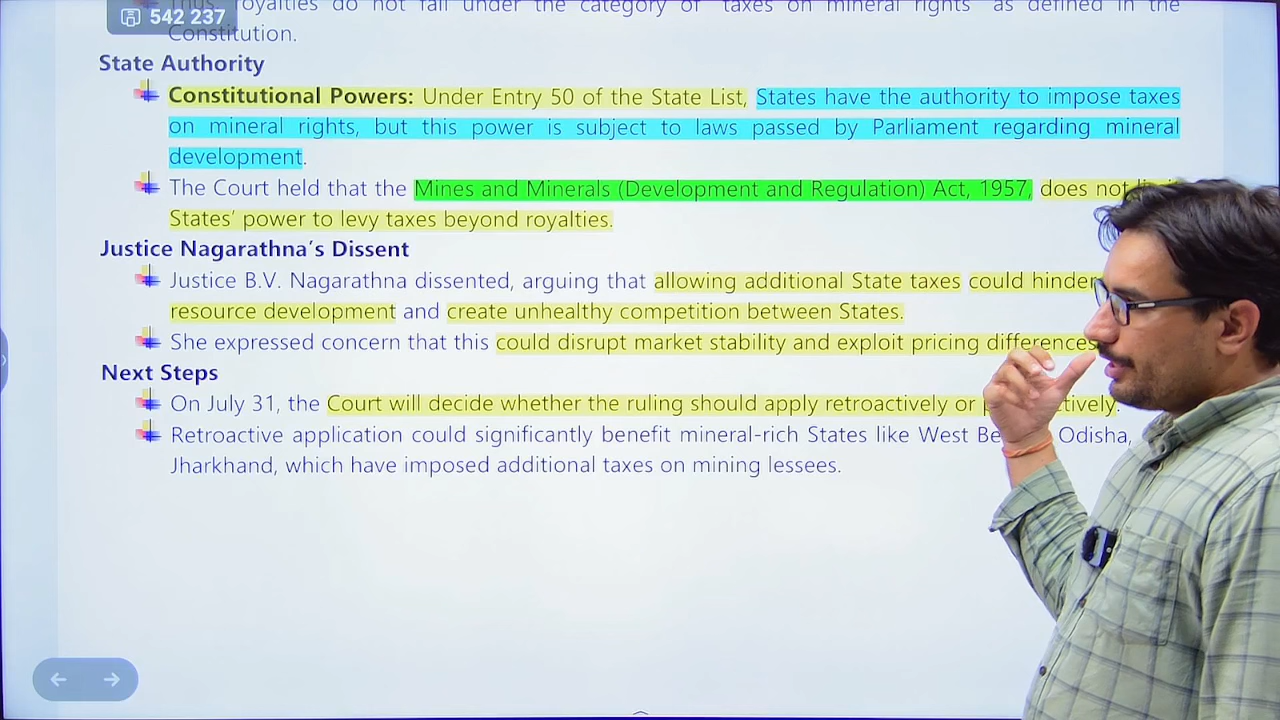 542 237
royalties do not fall under the category of "taxes on mineral rights" as defined in the
Constitution.
State Authority
Constitutional Powers: Under Entry 50 of the State List, States have the authority to impose taxes
on mineral rights, but this power is subject to laws passed by Parliament regarding mineral
development.
The Court held that the Mines and Minerals (Development and Regulation) Act, 1957, does not
States' power to levy taxes beyond royalties.
Justice Nagarathna's Dissent
Justice B.V. Nagarathna dissented, arguing that allowing additional State taxes could hinder
resource development and create unhealthy competition between States.
She expressed concern that this could disrupt market stability and exploit pricing differences
Next Steps
On July 31, the Court will decide whether the ruling should apply retroactively or
Retroactive application could significantly benefit mineral-rich States like West Odisha,
Jharkhand, which have imposed additional taxes on mining lessees.